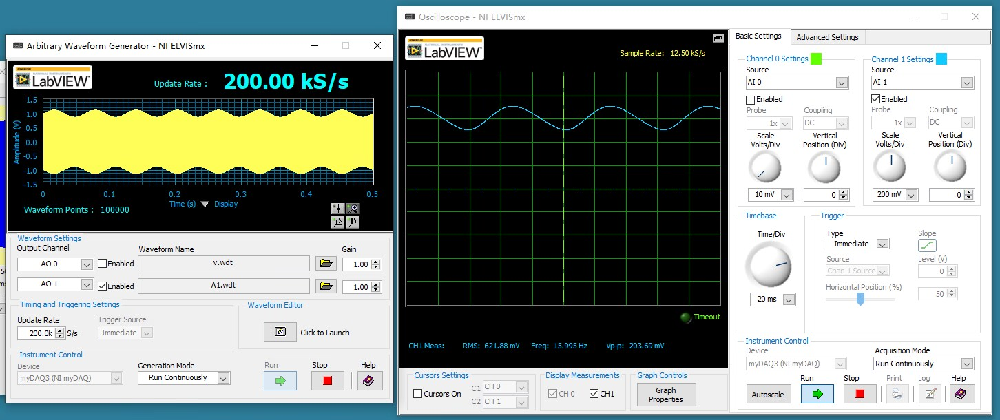 Arbitrary Waveform Generator - NI ELVISmx
LabVIEW
Update Rate : 200.00 kS/s
1.5
1.0
0.5
0.0
-0.5
-1.0
-1.5
Amplitude (V)
0 0.1 0.2 0.3 0.4 0.5
Time (s) Display
Waveform Points : 100000
Waveform Settings
Output Channel Waveform Name Gain
AO 0 Enabled v.wdt 1.00
AO 1 Enabled A1.wdt 1.00
Timing and Triggering Settings
Update Rate Trigger Source
200.0k S/s Immediate
Waveform Editor
Click to Launch
Instrument Control
Device Generation Mode Run Stop Help
myDAQ3 (NI myDAQ) Run Continuously
Oscilloscope - NI ELVISmx
LabVIEW
Sample Rate: 12.50 kS/s
Timeout
CH1 Meas: RMS: 621.88 mV Freq: 15.995 Hz Vp-p: 203.69 mV
Cursors Settings
Cursors On
C1 CH 0
C2 CH 1
Display Measurements
CH 0 CH1
Graph Controls
Graph
Properties
Basic Settings Advanced Settings
Channel 0 Settings
Source
AI 0
Enabled
Probe Coupling
1x DC
Scale Vertical
Volts/Div Position (Div)
10 mV 0
Channel 1 Settings
Source
AI 1
Enabled
Probe Coupling
1x DC
Scale Vertical
Volts/Div Position (Div)
200 mV 0
Timebase
Time/Div
20 ms
Trigger
Type Slope
Immediate
Source Level (V)
Chan 1 Source 0
Horizontal Position (%)
50
Instrument Control
Device Acquisition Mode
myDAQ3 (NI myDAQ) Run Continuously
Run Stop Print Log Help
Autoscale